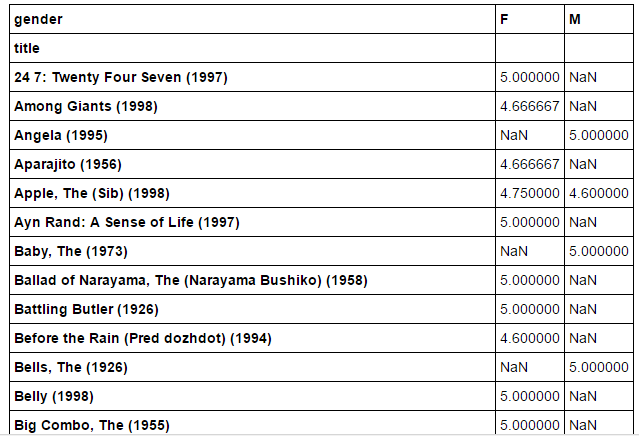 gender F M
title
24 7: Twenty Four Seven (1997) 5.000000 NaN
Among Giants (1998) 4.666667 NaN
Angela (1995) NaN 5.000000
Aparajito (1956) 4.666667 NaN
Apple, The (Sib) (1998) 4.750000 4.600000
Ayn Rand: A Sense of Life (1997) 5.000000 NaN
Baby, The (1973) NaN 5.000000
Ballad of Narayama, The (Narayama Bushiko) (1958) 5.000000 NaN
Battling Butler (1926) 5.000000 NaN
Before the Rain (Pred dozhdot) (1994) 4.600000 NaN
Bells, The (1926) NaN 5.000000
Belly (1998) 5.000000 NaN
Big Combo, The (1955) 5.000000 NaN